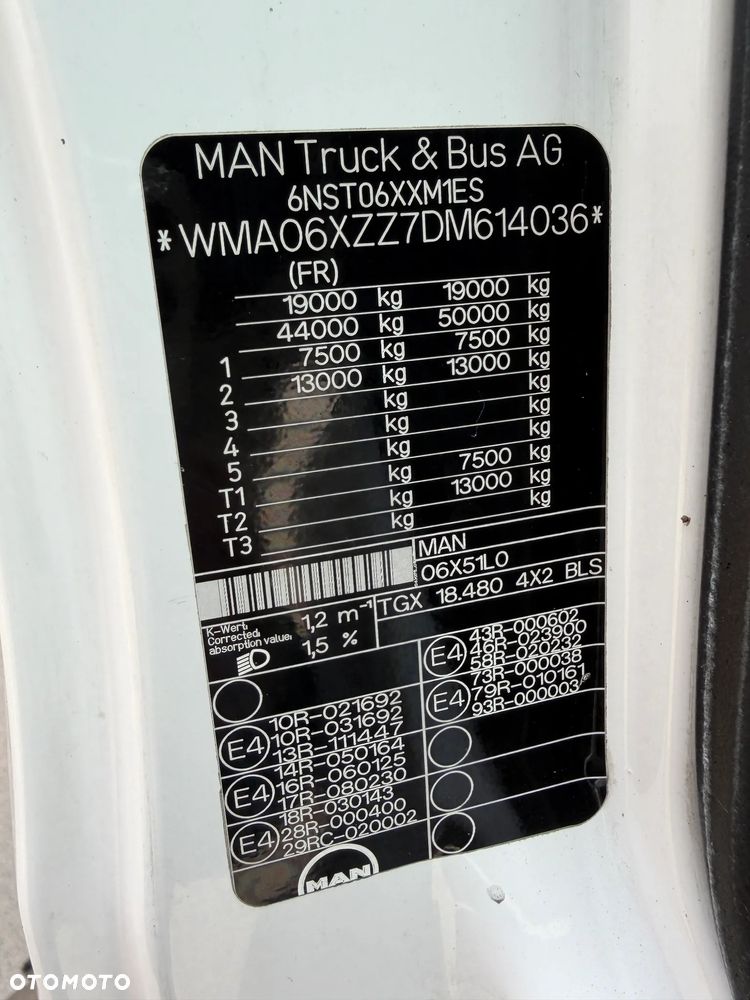 MAN Truck & Bus AG
6NST06XXM1ES
*WMA06XZZ7DM614036*
(FR)
19000 kg 19000 kg
44000 kg 50000 kg
1 7500 kg 7500 kg
2 13000 kg 13000 kg
3 kg kg
4 kg kg
5 kg kg
T1 kg 7500 kg
T2 kg 13000 kg
T3 kg kg
MAN
06X51L0
TGX 18.480 4X2 BLS
K-Wert:
Corrected
absorption value:
1,2 m⁻¹
1,5 %
E4
10R-021692
10R-031692
13R-111447
E4
14R-050164
16R-060125
17R-080230
E4
18R-030143
28R-000400
29RC-020002
E4
43R-000602
46R-023900
58R-020232
E4
73R-000038
79R-010161
93R-000003
MAN
OTOMOTO